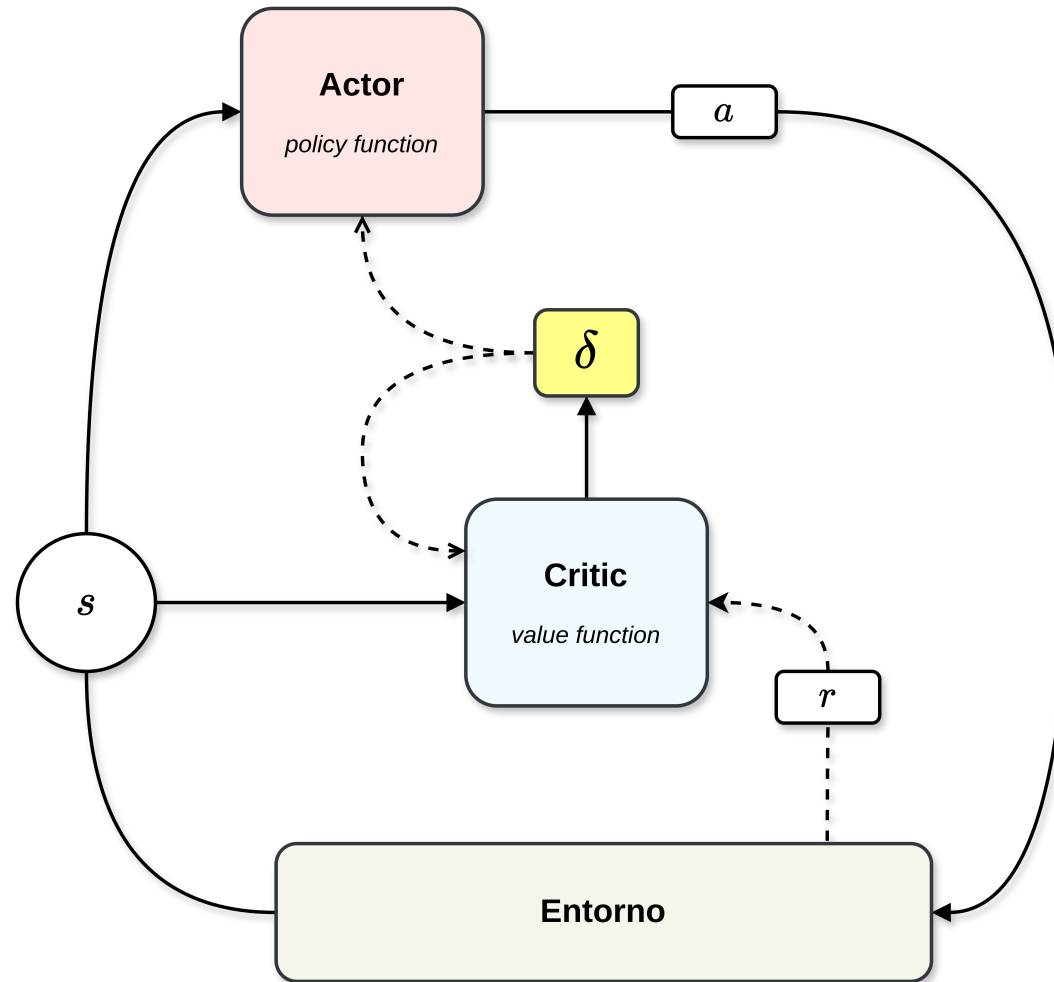 Actor
policy function
a
δ
s
Critic
value function
r
Entorno